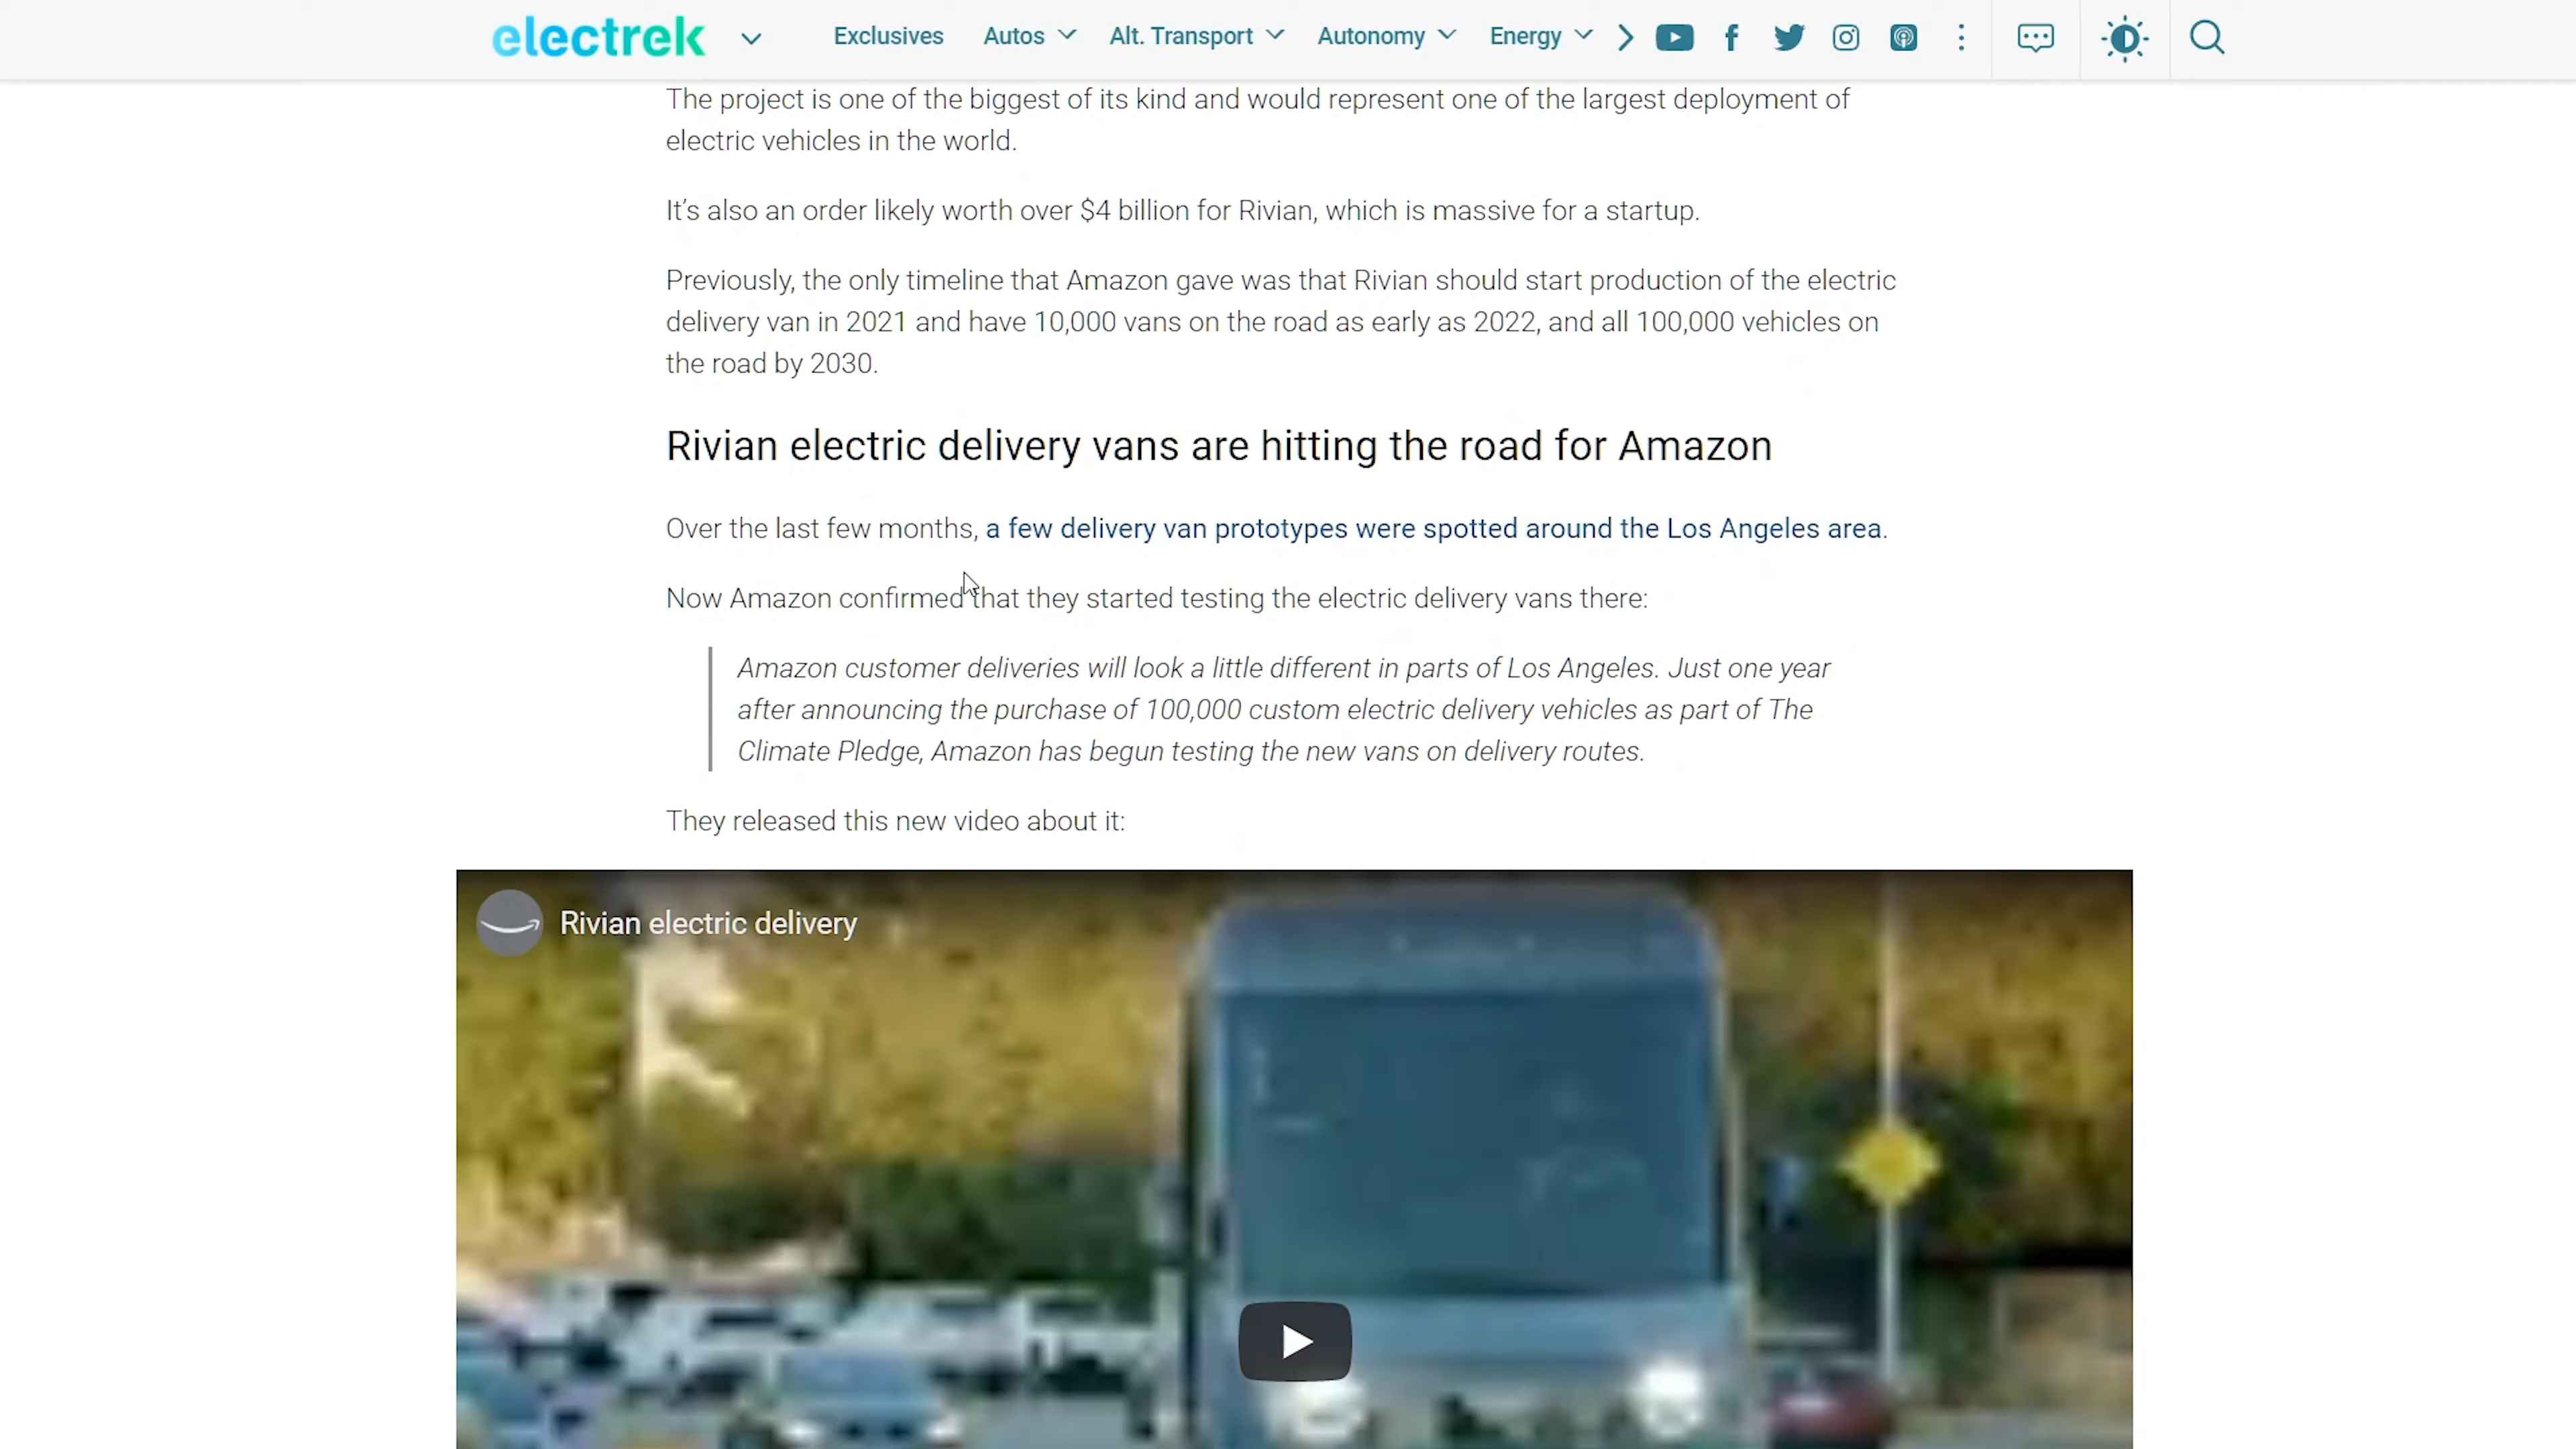 electrek
Exclusives Autos Alt. Transport Autonomy Energy
The project is one of the biggest of its kind and would represent one of the largest deployment of
electric vehicles in the world.
It's also an order likely worth over $4 billion for Rivian, which is massive for a startup.
Previously, the only timeline that Amazon gave was that Rivian should start production of the electric
delivery van in 2021 and have 10,000 vans on the road as early as 2022, and all 100,000 vehicles on
the road by 2030.
Rivian electric delivery vans are hitting the road for Amazon
Over the last few months, a few delivery van prototypes were spotted around the Los Angeles area.
Now Amazon confirmed that they started testing the electric delivery vans there:
Amazon customer deliveries will look a little different in parts of Los Angeles. Just one year
after announcing the purchase of 100,000 custom electric delivery vehicles as part of The
Climate Pledge, Amazon has begun testing the new vans on delivery routes.
They released this new video about it:
Rivian electric delivery